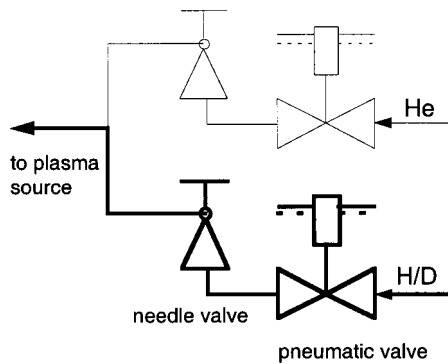 He
to plasma
source
H/D
needle valve
pneumatic valve